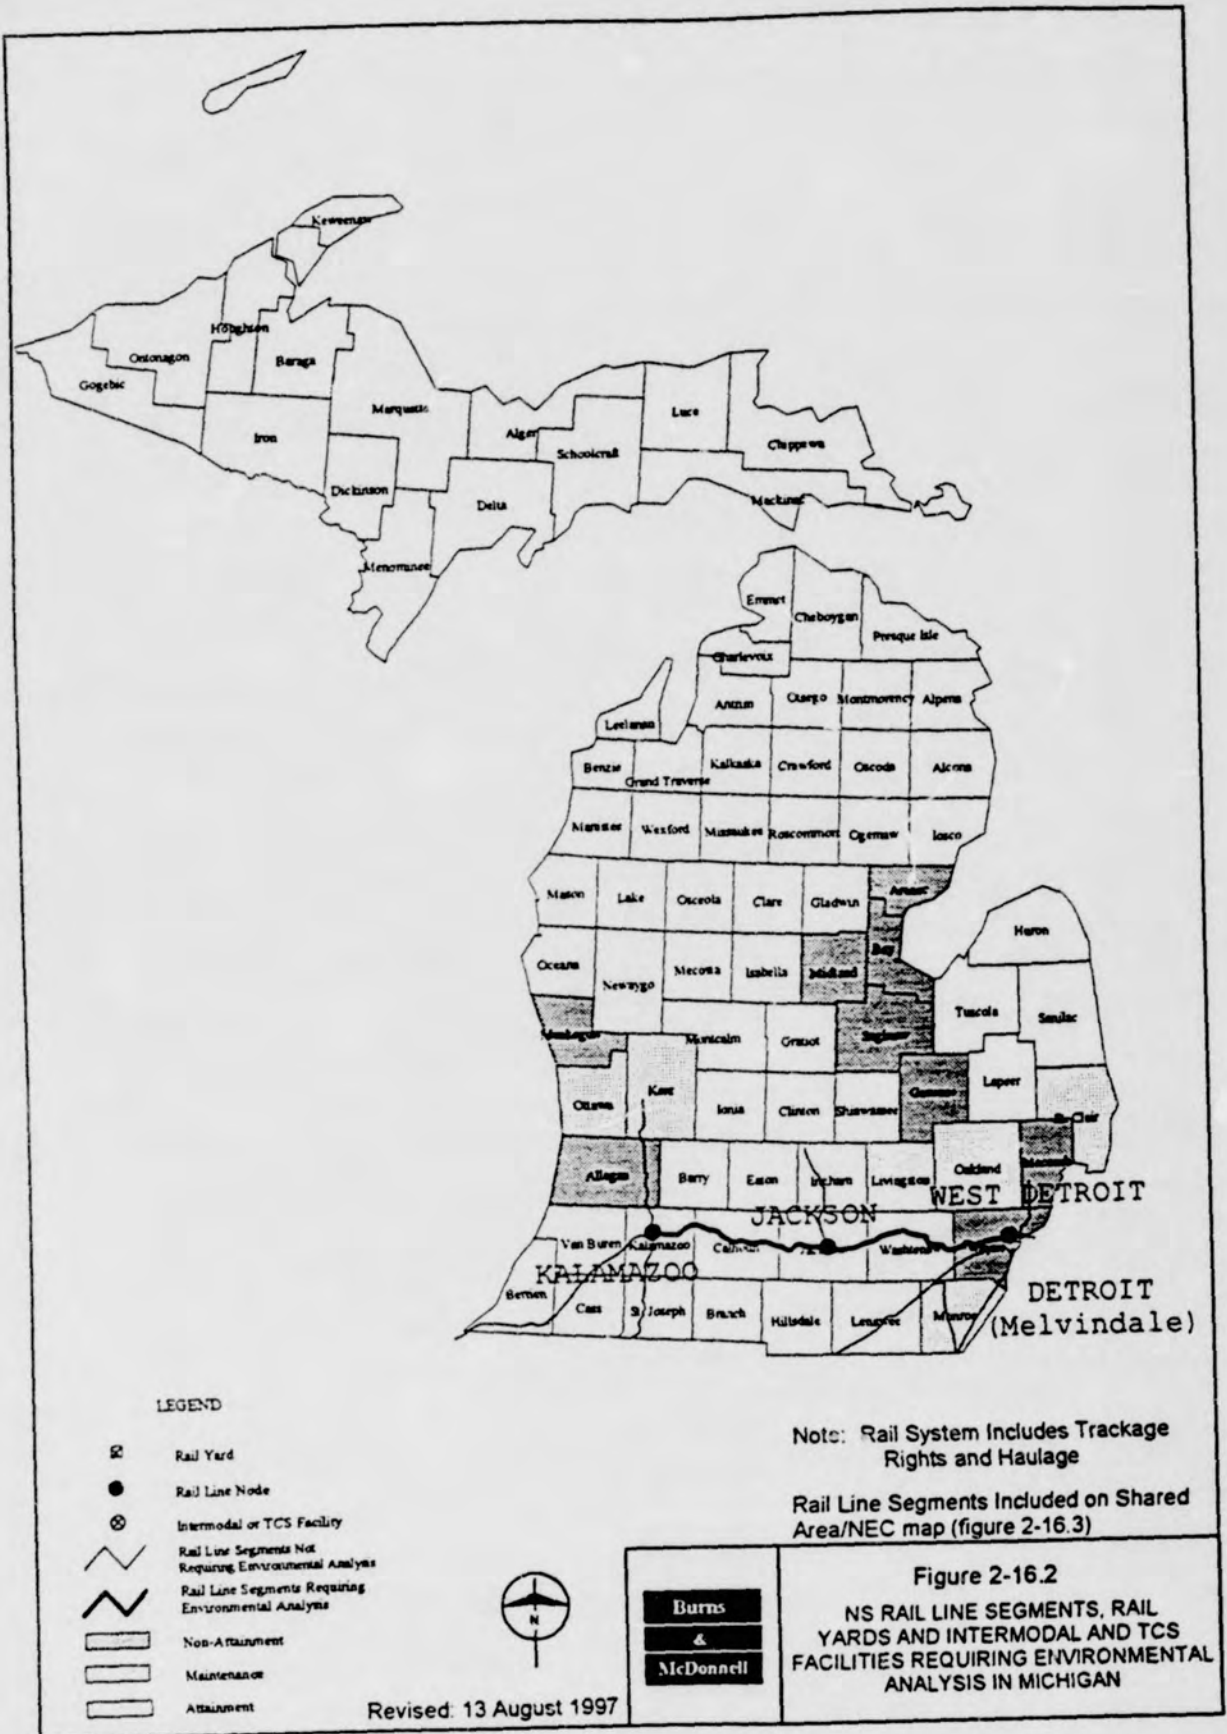 Keweenaw
Houghson
Ontonagon
Baraga
Gogebic
Marquette
Iron
Alger
Luce
Chippewa
Schoolcraft
Dickinson
Delta
Mackinac
Menominee
Emmet
Cheboygan
Presque Isle
Charlevoix
Antrim
Otsego
Montmorency
Alpena
Leelanau
Benzie
Grand Traverse
Kalkaska
Crawford
Oscoda
Alcona
Manistee
Wexford
Missaukee
Roscommon
Ogemaw
Iosco
Mason
Lake
Osceola
Clare
Gladwin
Arenac
Huron
Oceana
Newaygo
Mecosta
Isabella
Midland
Bay
Tuscola
Sanilac
Muskegon
Montcalm
Gratiot
Saginaw
Ottawa
Kent
Ionia
Clinton
Shiawassee
Genesee
Lapeer
St. Clair
Allegan
Barry
Eaton
Ingham
Livingston
Oakland
Macomb
WEST DETROIT
JACKSON
Van Buren
Kalamazoo
Calhoun
Washtenaw
Wayne
KALAMAZOO
Berrien
Cass
St. Joseph
Branch
Hillsdale
Lenawee
Monroe
DETROIT
(Melvindale)
LEGEND
Rail Yard
Rail Line Node
Intermodal or TCS Facility
Rail Line Segments Not
Requiring Environmental Analysis
Rail Line Segments Requiring
Environmental Analysis
Non-Attainment
Maintenance
Attainment
N
Revised: 13 August 1997
Note: Rail System Includes Trackage
Rights and Haulage
Rail Line Segments Included on Shared
Area/NEC map (figure 2-16.3)
Burns
&
McDonnell
Figure 2-16.2
NS RAIL LINE SEGMENTS, RAIL
YARDS AND INTERMODAL AND TCS
FACILITIES REQUIRING ENVIRONMENTAL
ANALYSIS IN MICHIGAN